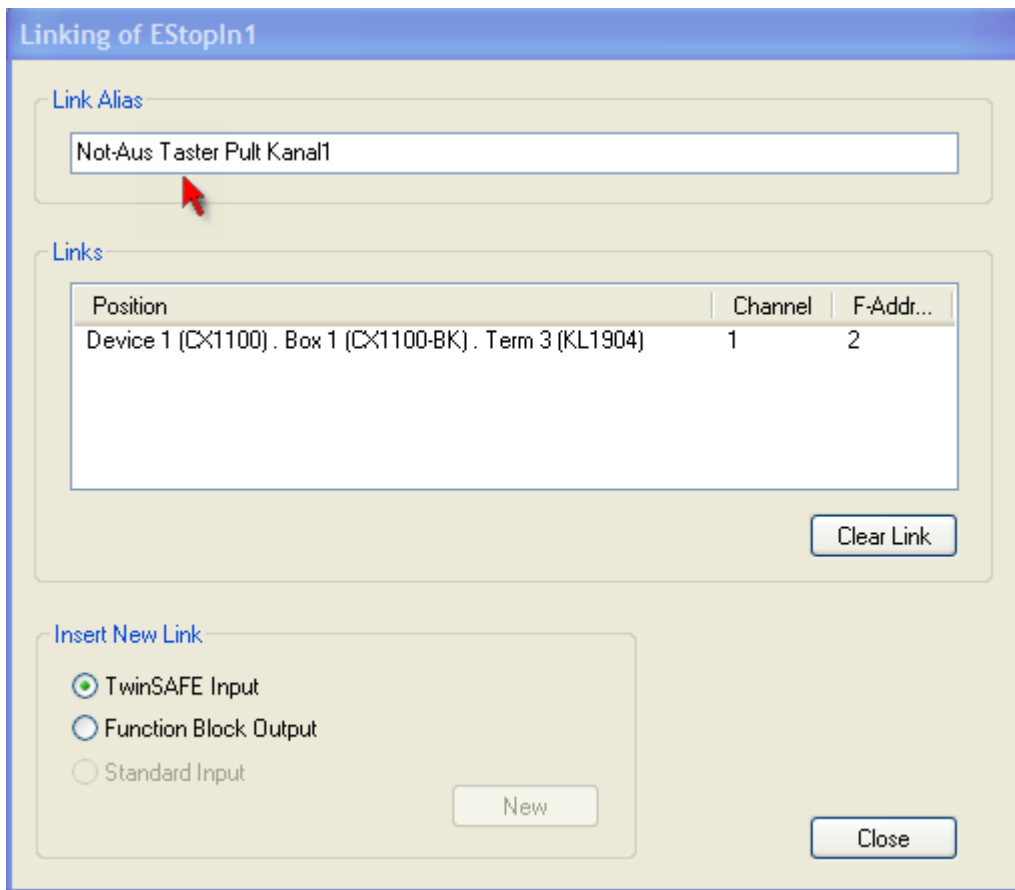 Linking of EStopIn1
Link Alias
Not-Aus Taster Pult Kanal1
Links
Position Channel F-Addr...
Device 1 (CX1100) . Box 1 (CX1100-BK) . Term 3 (KL1904) 1 2
Clear Link
Insert New Link
TwinSAFE Input
Function Block Output
Standard Input
New
Close